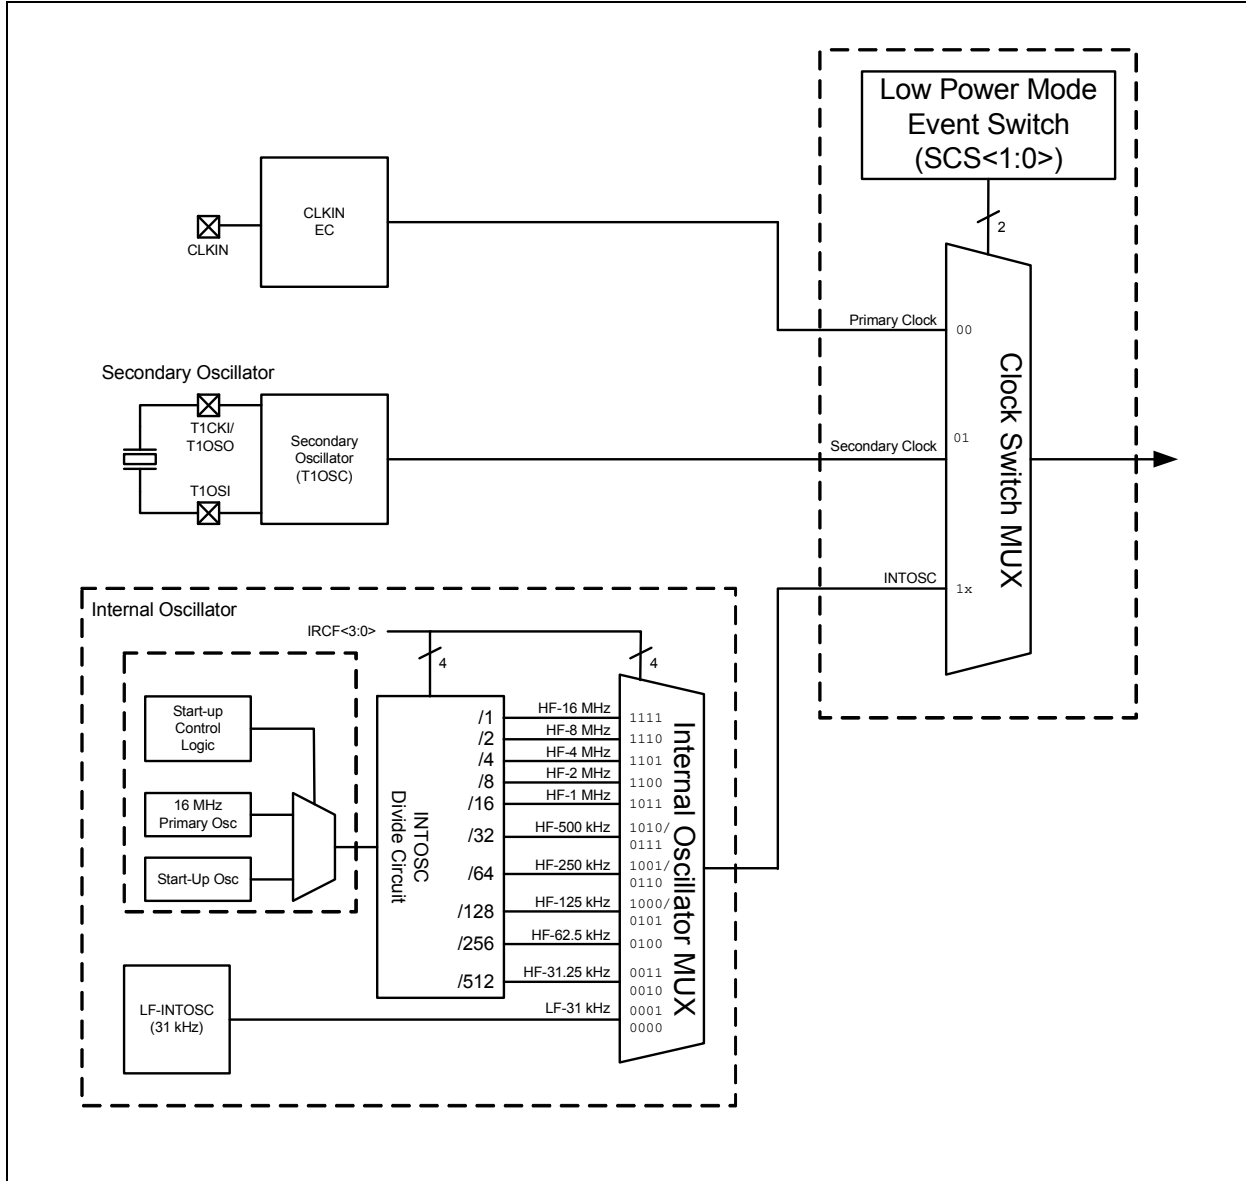 Low Power Mode
Event Switch
(SCS<1:0>)
2
CLKIN
EC
CLKIN
Primary Clock
00
Clock Switch MUX
Secondary Oscillator
T1CKI/
T1OSO
Secondary
Oscillator
(T1OSC)
T1OSI
Secondary Clock
01
INTOSC
1x
Internal Oscillator
IRCF<3:0>
4
4
Start-up
Control
Logic
16 MHz
Primary Osc
Start-Up Osc
INTOSC
Divide Circuit
/1
HF-16 MHz
1111
/2
HF-8 MHz
1110
/4
HF-4 MHz
1101
/8
HF-2 MHz
1100
/16
HF-1 MHz
1011
/32
HF-500 kHz
1010/
0111
/64
HF-250 kHz
1001/
0110
/128
HF-125 kHz
1000/
0101
/256
HF-62.5 kHz
0100
/512
HF-31.25 kHz
0011
0010
LF-31 kHz
0001
0000
Internal Oscillator MUX
LF-INTOSC
(31 kHz)